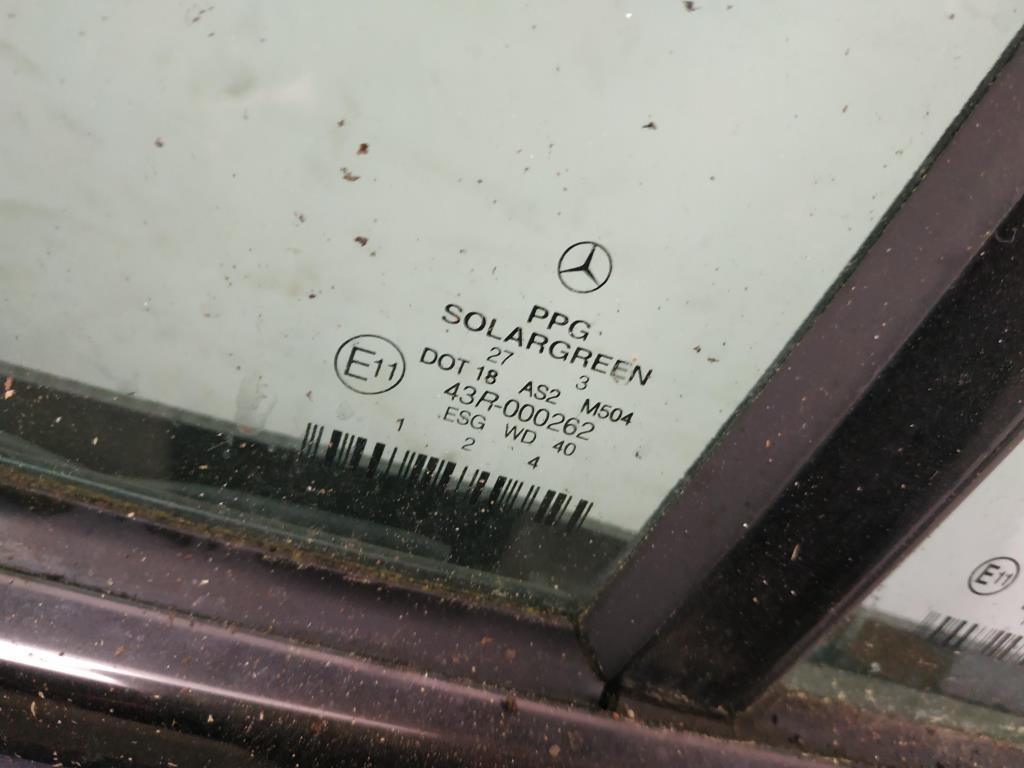 PPG
SOLARGREEN
27 3
E11
DOT 18 AS2 M504
43R-000262
ESG WD 40
1 2 4
E11